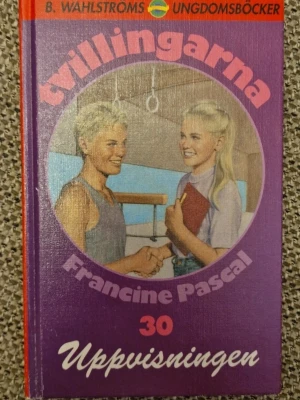 B. WAHLSTRÖMS UNGDOMSBÖCKER
tvillingarna
Francine Pascal
30
Uppvisningen